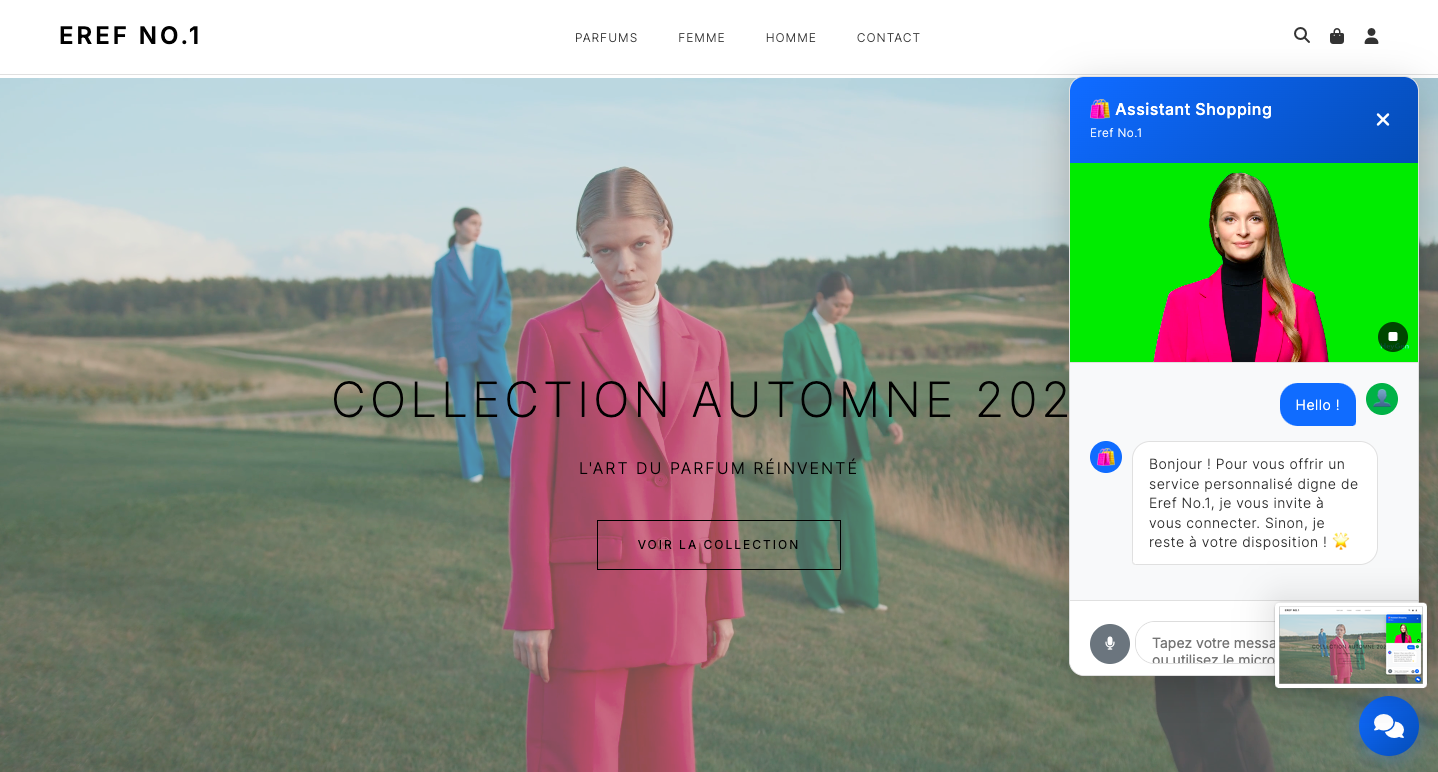 EREF NO.1
PARFUMS FEMME HOMME CONTACT
COLLECTION AUTOMNE 202
L'ART DU PARFUM RÉINVENTÉ
VOIR LA COLLECTION
Assistant Shopping
Eref No.1
Hello !
Bonjour ! Pour vous offrir un
service personnalisé digne de
Eref No.1, je vous invite à
vous connecter. Sinon, je
reste à votre disposition !
Tapez votre messa
ou utilisez le micro